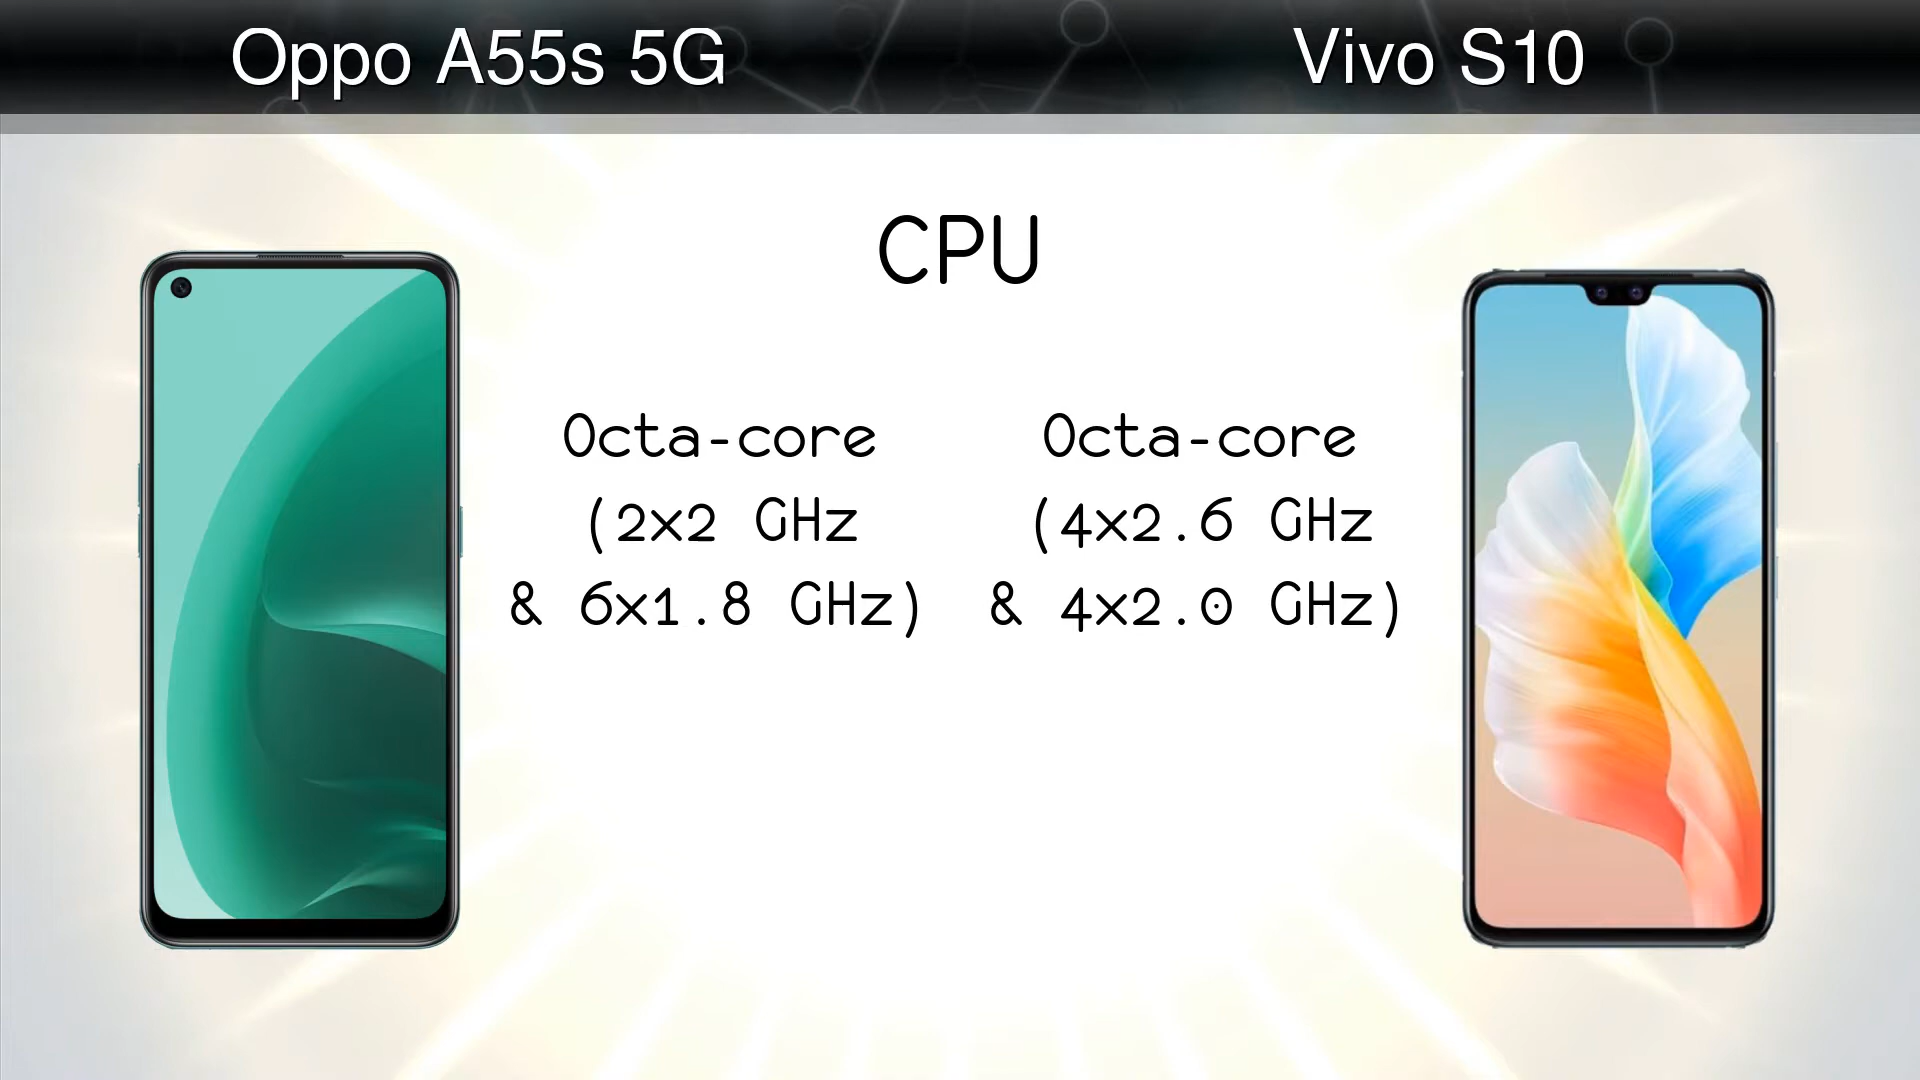 Oppo A55s 5G
Vivo S10
CPU
Octa-core
(2x2 GHz
& 6x1.8 GHz)
Octa-core
(4x2.6 GHz
& 4x2.0 GHz)